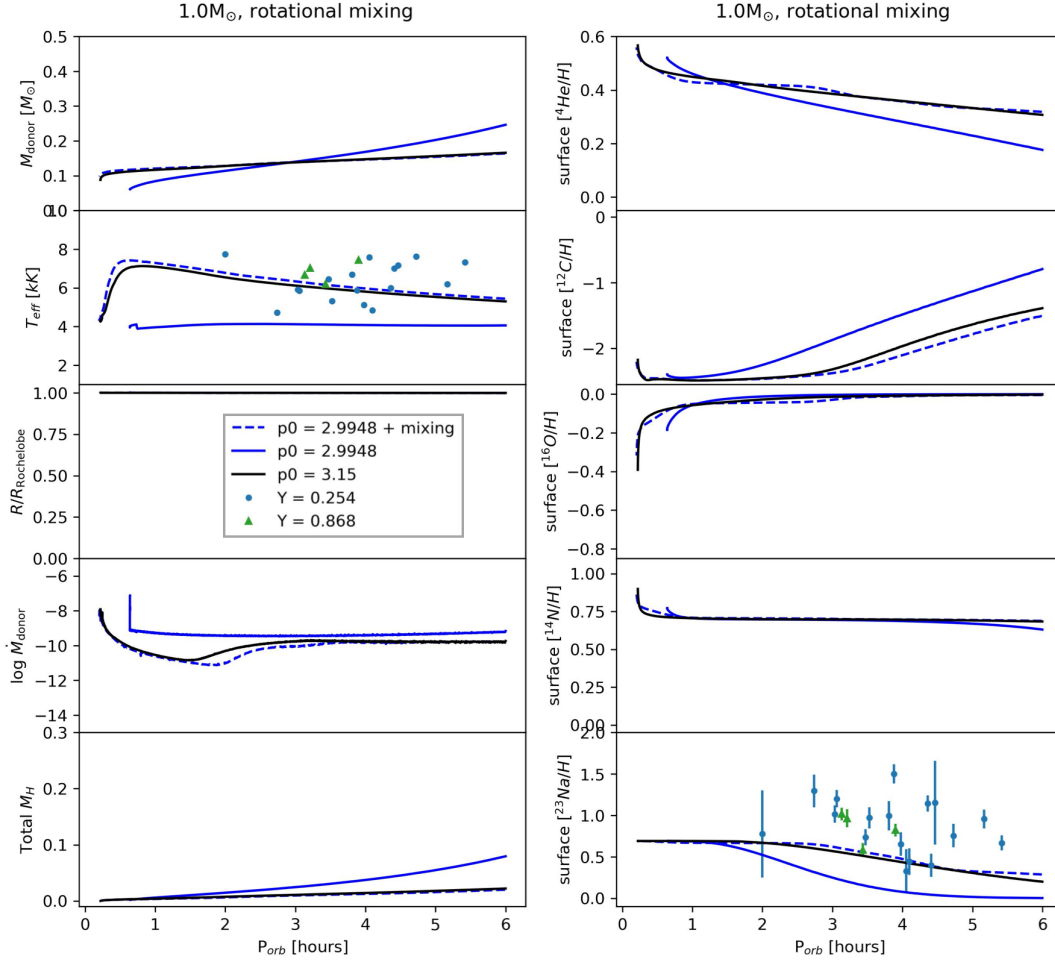 1.0M⊙, rotational mixing
0.5
0.4
0.3
0.2
0.1
0.0
M_donor [M⊙]
10
8
6
4
2
T_eff [kK]
1.00
0.75
0.50
0.25
0.00
R/R_Rochelobe
p0 = 2.9948 + mixing
p0 = 2.9948
p0 = 3.15
Y = 0.254
Y = 0.868
−6
−8
−10
−12
−14
log Ṁ_donor
0.3
0.2
0.1
0.0
Total M_H
0 1 2 3 4 5 6
P_orb [hours]
1.0M⊙, rotational mixing
0.6
0.4
0.2
0.0
surface [⁴He/H]
0
−1
−2
surface [¹²C/H]
0.0
−0.2
−0.4
−0.6
−0.8
surface [¹⁶O/H]
1.00
0.75
0.50
0.25
0.00
surface [¹⁴N/H]
2.0
1.5
1.0
0.5
0.0
surface [²³Na/H]
0 1 2 3 4 5 6
P_orb [hours]